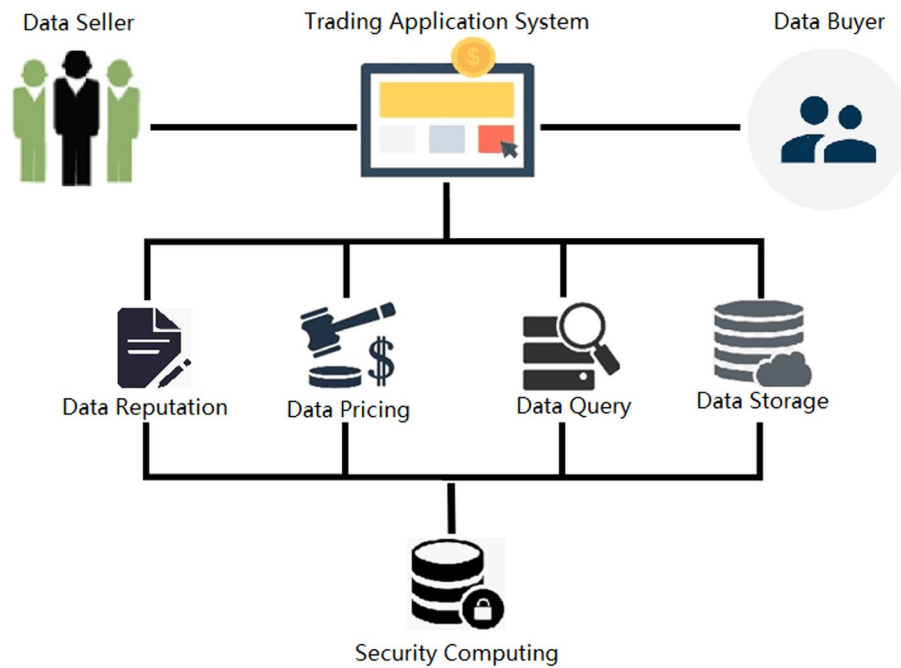 Data Seller
Trading Application System
Data Buyer
$
$
Data Reputation
Data Pricing
Data Query
Data Storage
Security Computing